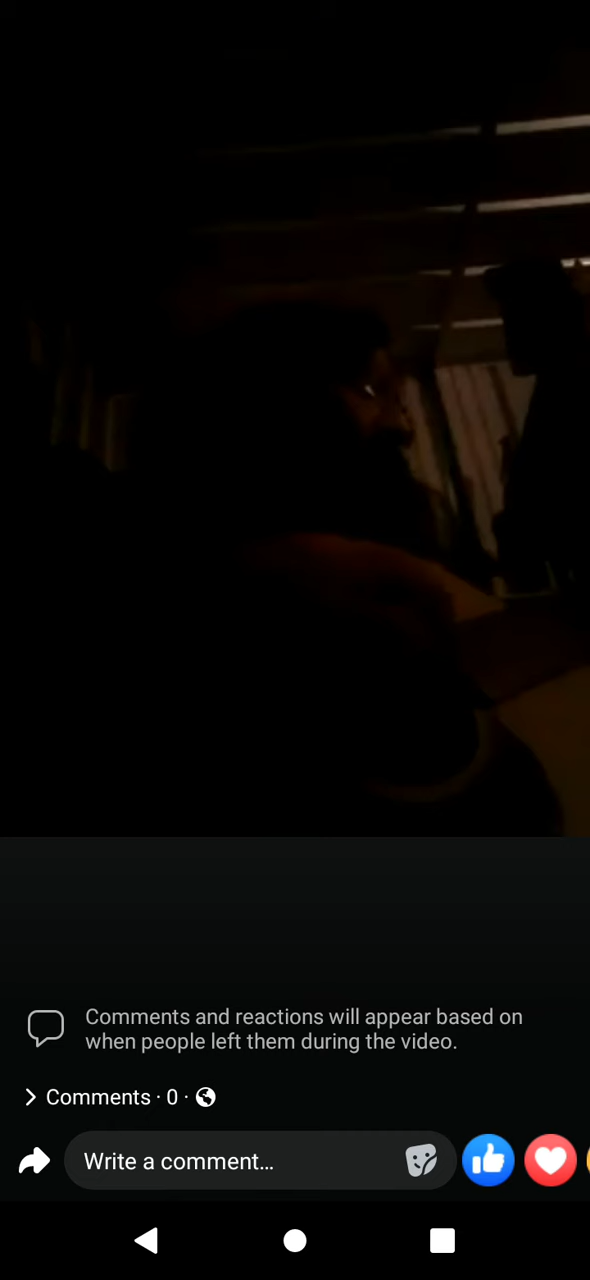 Comments and reactions will appear based on
when people left them during the video.
Comments · 0 ·
Write a comment...